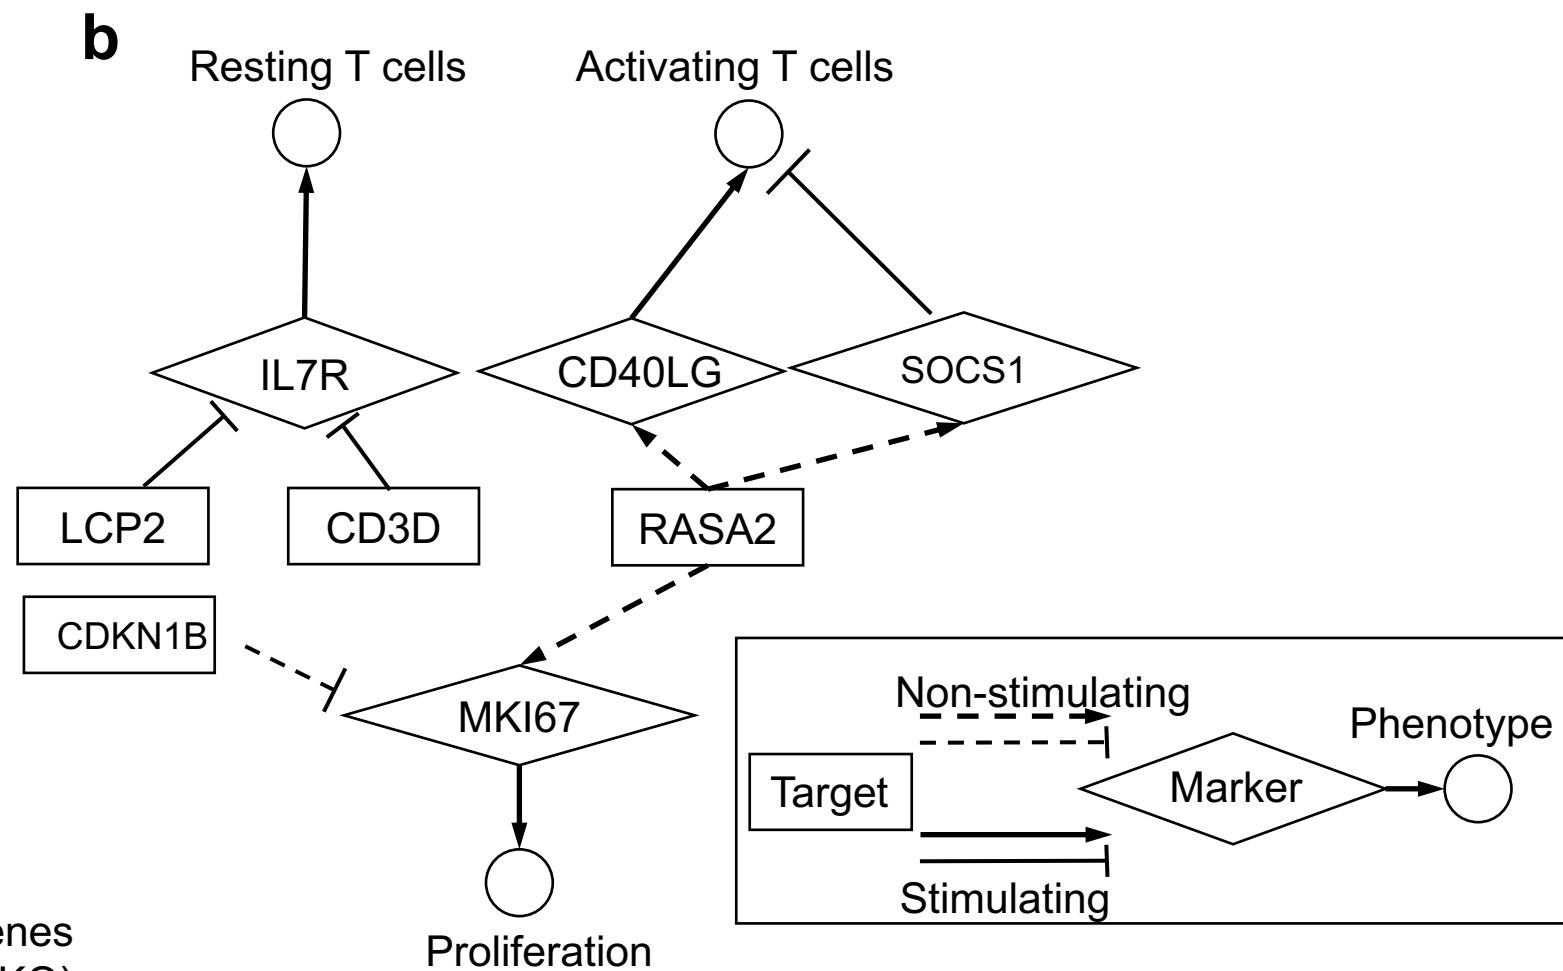 b
Resting T cells
Activating T cells
IL7R
CD40LG
SOCS1
LCP2
CD3D
RASA2
CDKN1B
MKI67
Non-stimulating
Phenotype
Target
Marker
Stimulating
Proliferation